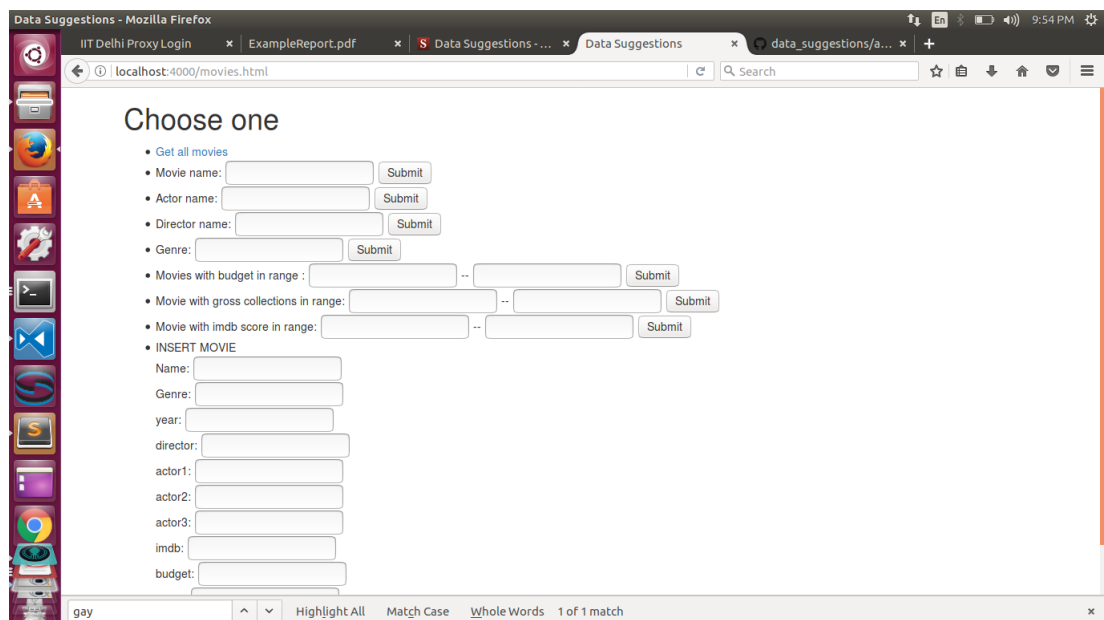 Data Suggestions - Mozilla Firefox En 9:54 PM
IIT Delhi Proxy Login × ExampleReport.pdf × S Data Suggestions - ... × Data Suggestions × data_suggestions/a... × +
localhost:4000/movies.html Search
Choose one
• Get all movies
• Movie name: Submit
• Actor name: Submit
• Director name: Submit
• Genre: Submit
• Movies with budget in range : -- Submit
• Movie with gross collections in range: -- Submit
• Movie with imdb score in range: -- Submit
• INSERT MOVIE
Name:
Genre:
year:
director:
actor1:
actor2:
actor3:
imdb:
budget:
gay Highlight All Match Case Whole Words 1 of 1 match ×